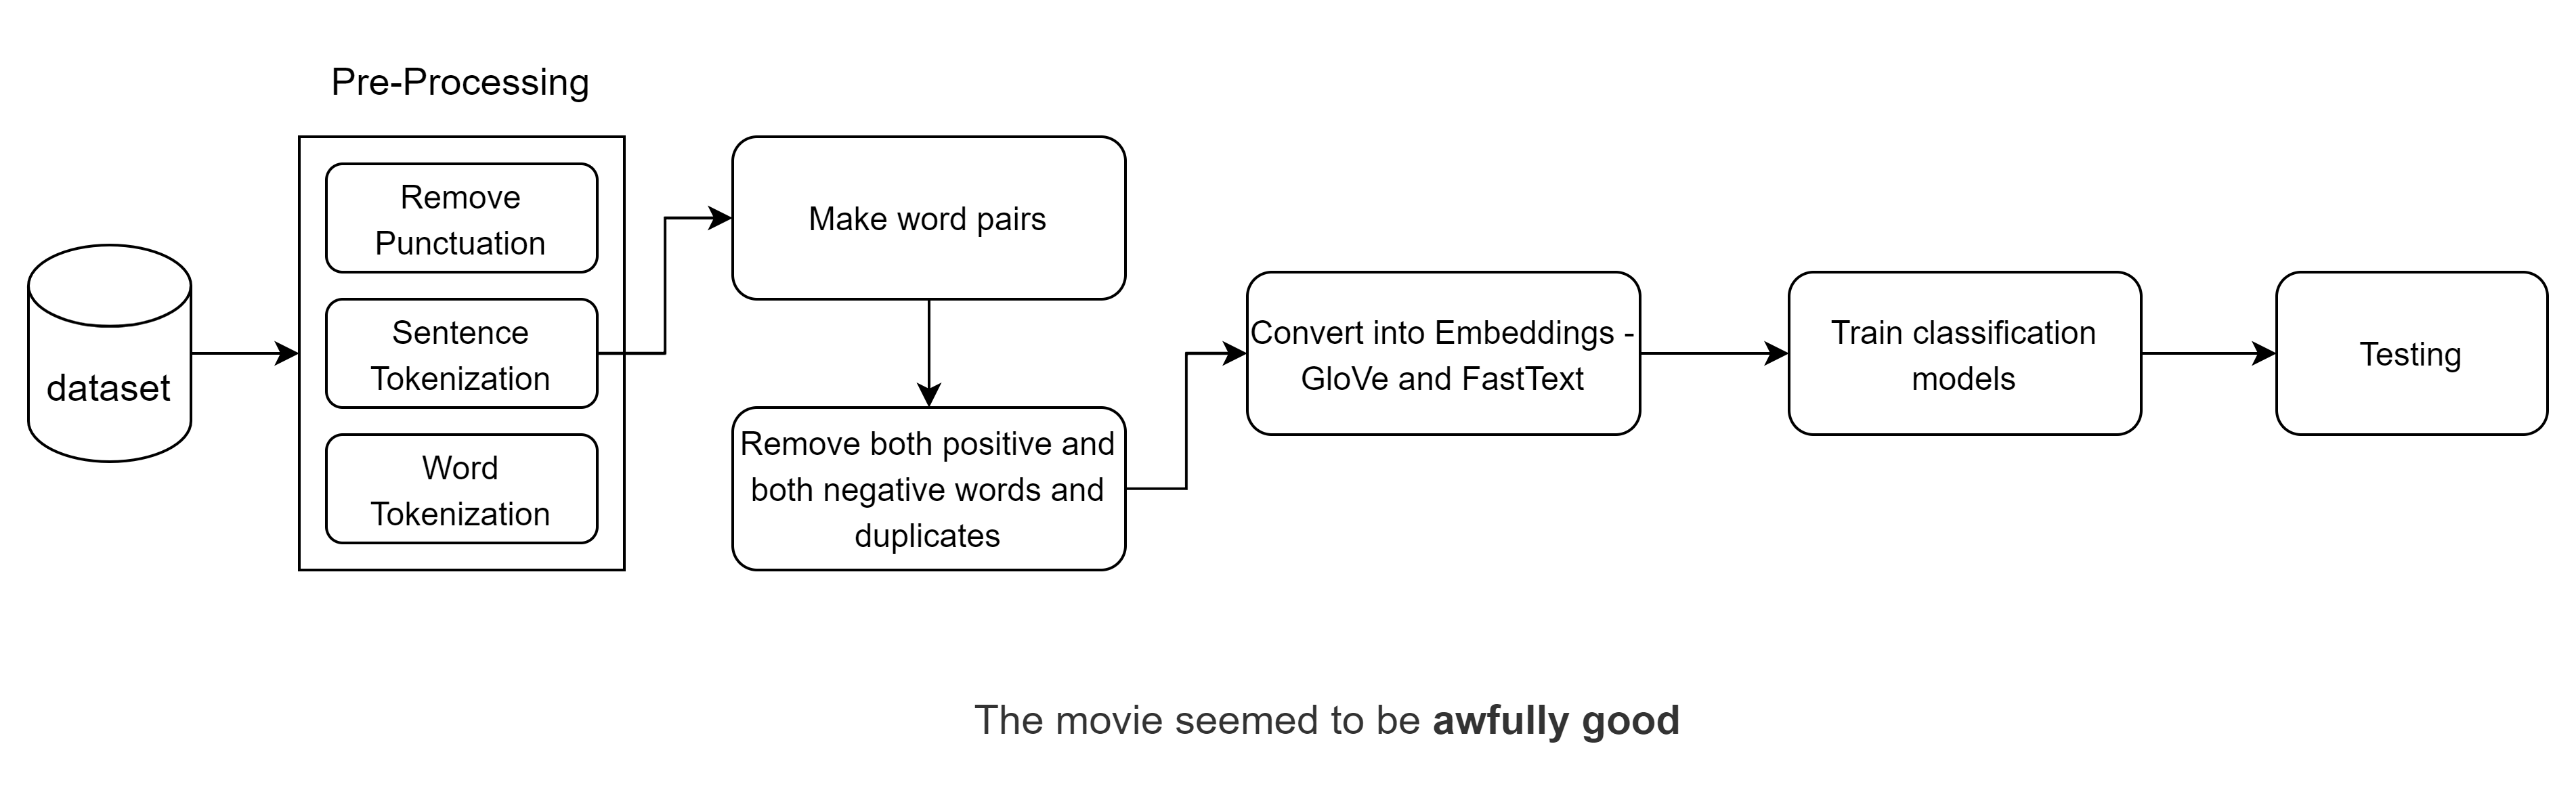 Pre-Processing
dataset
Remove
Punctuation
Sentence
Tokenization
Word
Tokenization
Make word pairs
Remove both positive and
both negative words and
duplicates
Convert into Embeddings -
GloVe and FastText
Train classification
models
Testing
The movie seemed to be awfully good